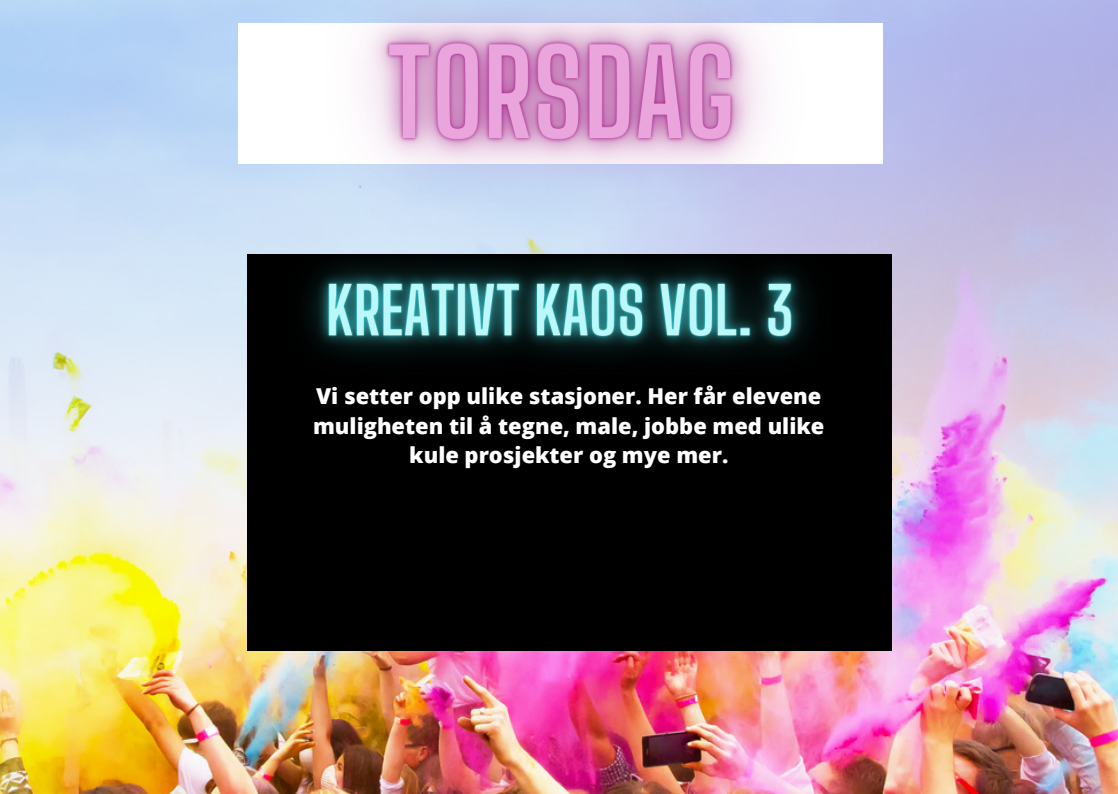 TORSDAG
KREATIVT KAOS VOL. 3
Vi setter opp ulike stasjoner. Her får elevene
muligheten til å tegne, male, jobbe med ulike
kule prosjekter og mye mer.